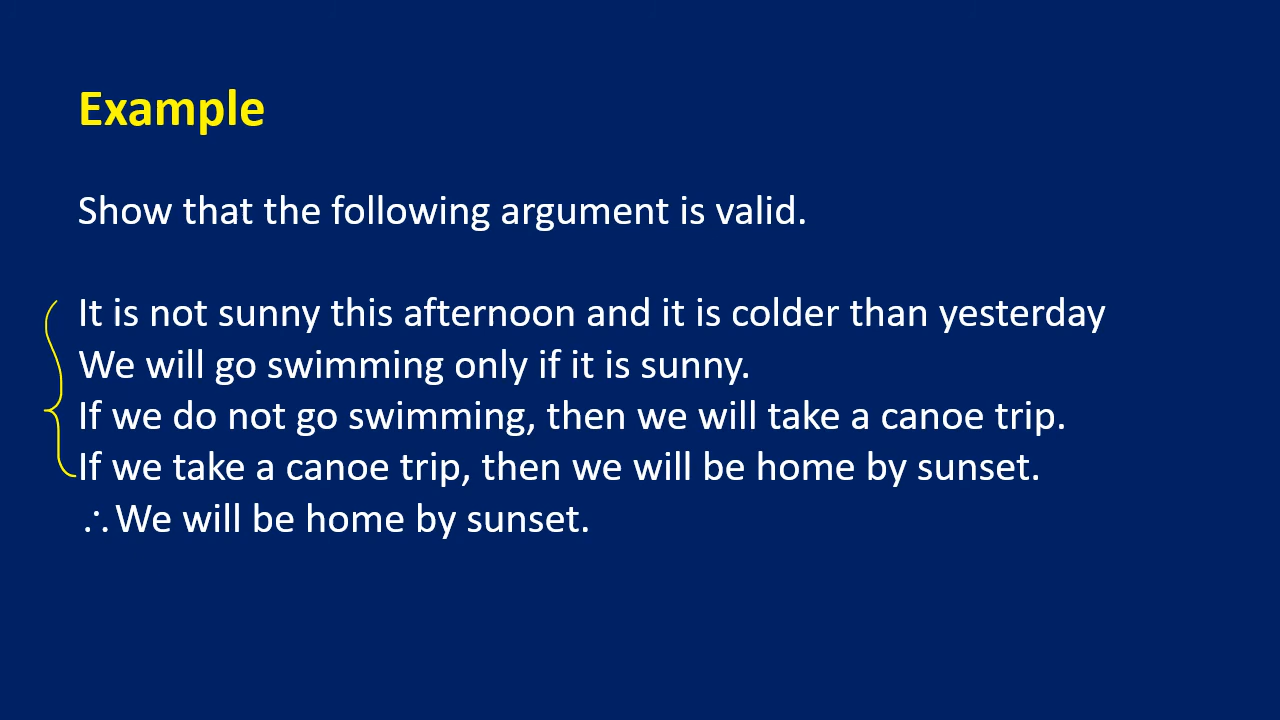 Example
Show that the following argument is valid.
It is not sunny this afternoon and it is colder than yesterday
We will go swimming only if it is sunny.
If we do not go swimming, then we will take a canoe trip.
If we take a canoe trip, then we will be home by sunset.
∴ We will be home by sunset.